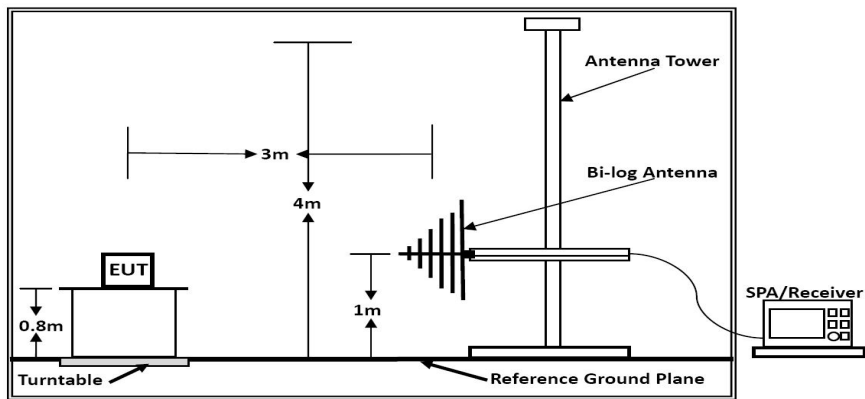 Antenna Tower
3m
Bi-log Antenna
4m
EUT
1m
0.8m
SPA/Receiver
Turntable
Reference Ground Plane